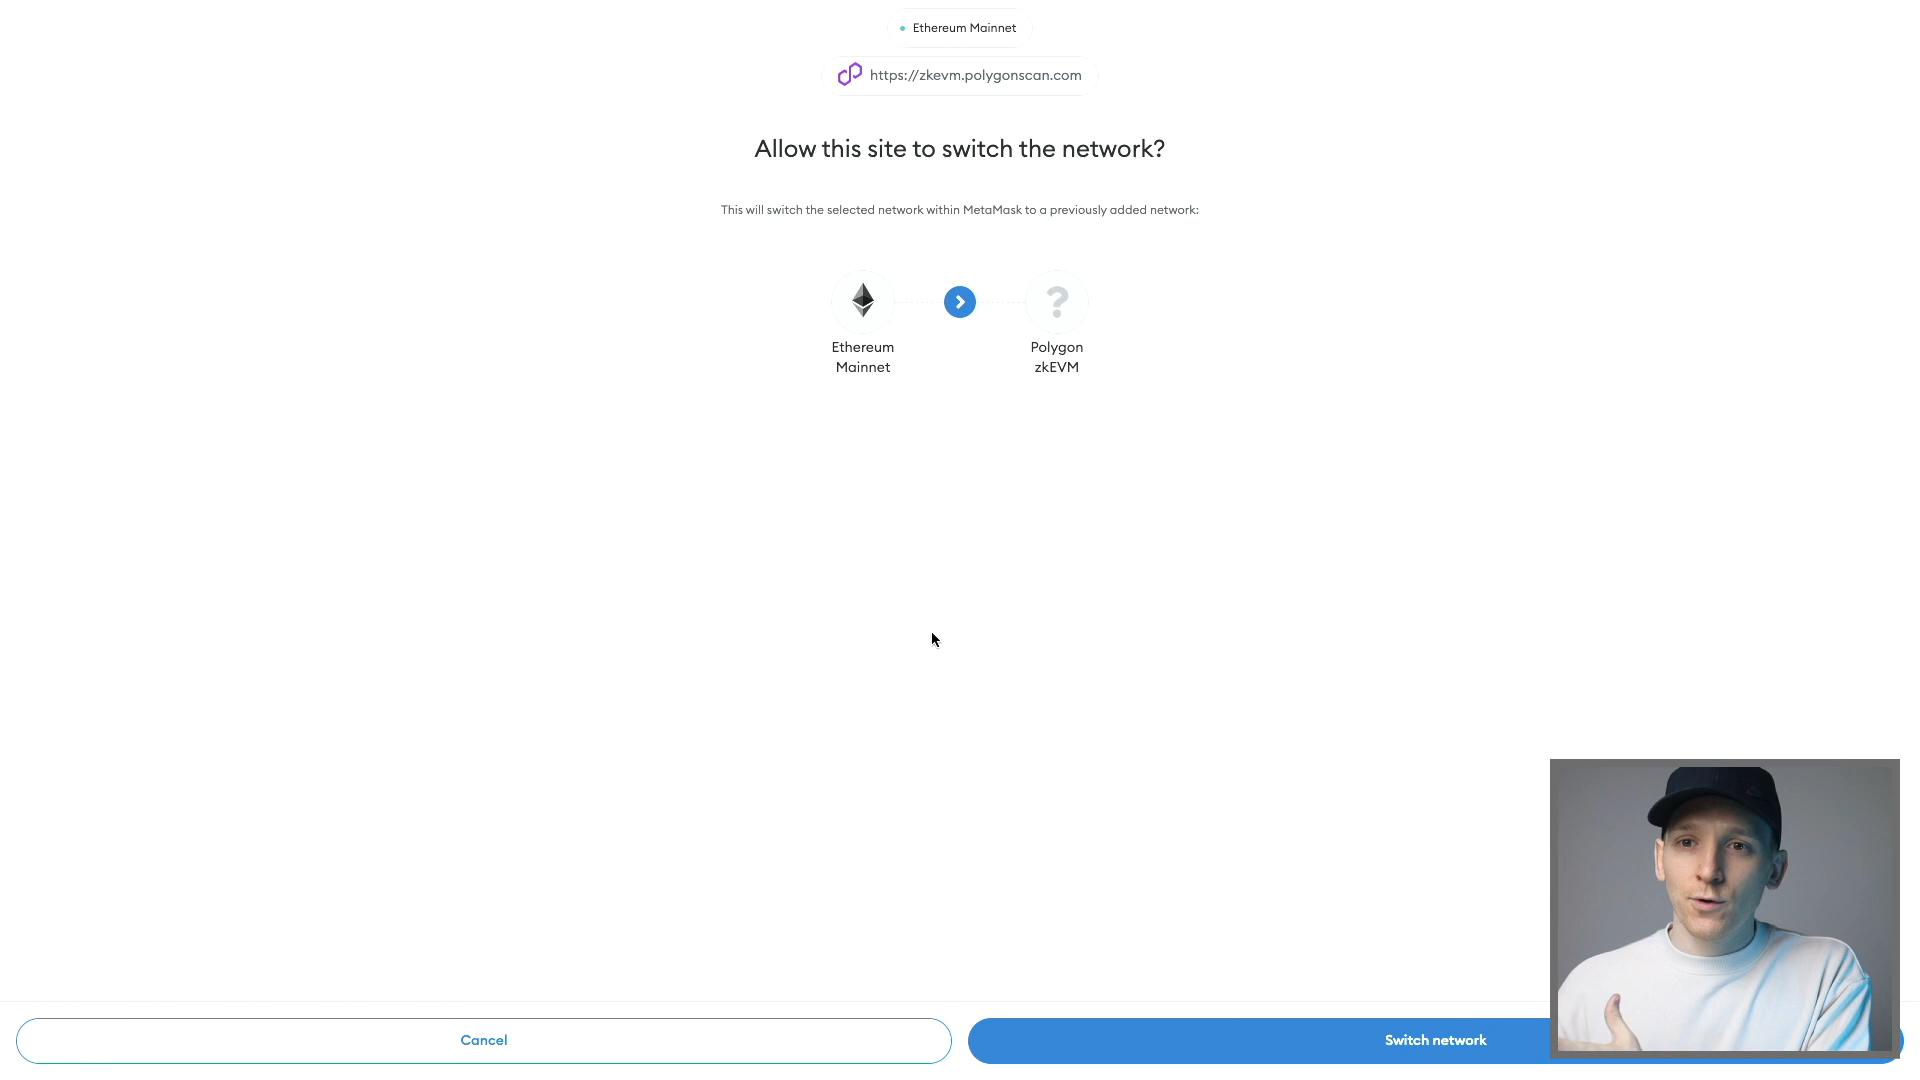 Ethereum Mainnet
https://zkevm.polygonscan.com
Allow this site to switch the network?
This will switch the selected network within MetaMask to a previously added network:
Ethereum
Mainnet
Polygon
zkEVM
Cancel
Switch network